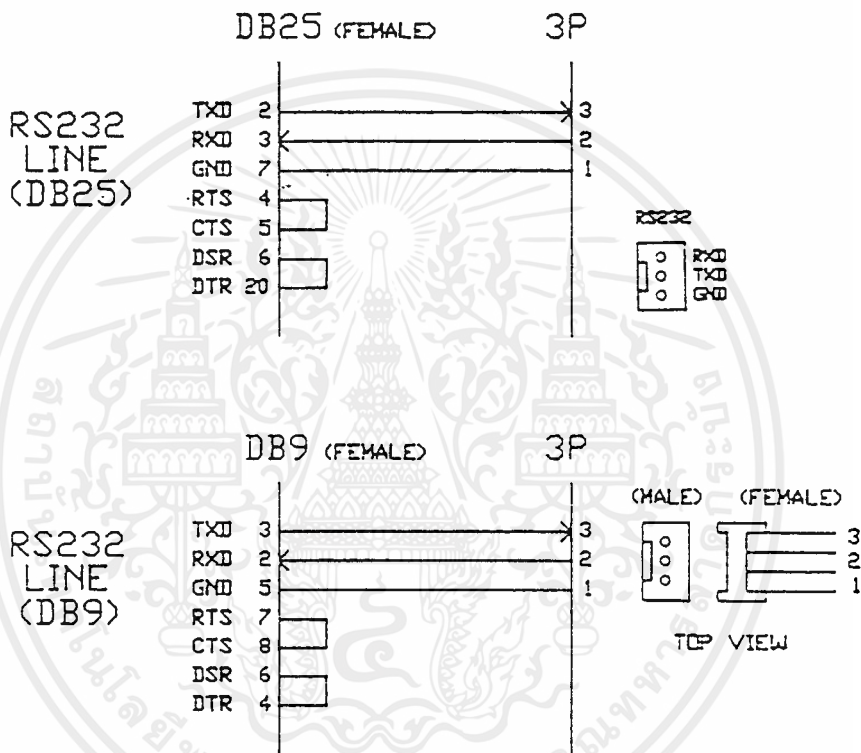 DB25 (FEMALE) 3P
RS232
LINE
(DB25)
TXD 2 3
RXD 3 2
GND 7 1
RTS 4
CTS 5
DSR 6
DTR 20
RS232
RXD
TXD
GND
DB9 (FEMALE) 3P
RS232
LINE
(DB9)
TXD 3 3
RXD 2 2
GND 5 1
RTS 7
CTS 8
DSR 6
DTR 4
(MALE) (FEMALE)
3
2
1
TOP VIEW